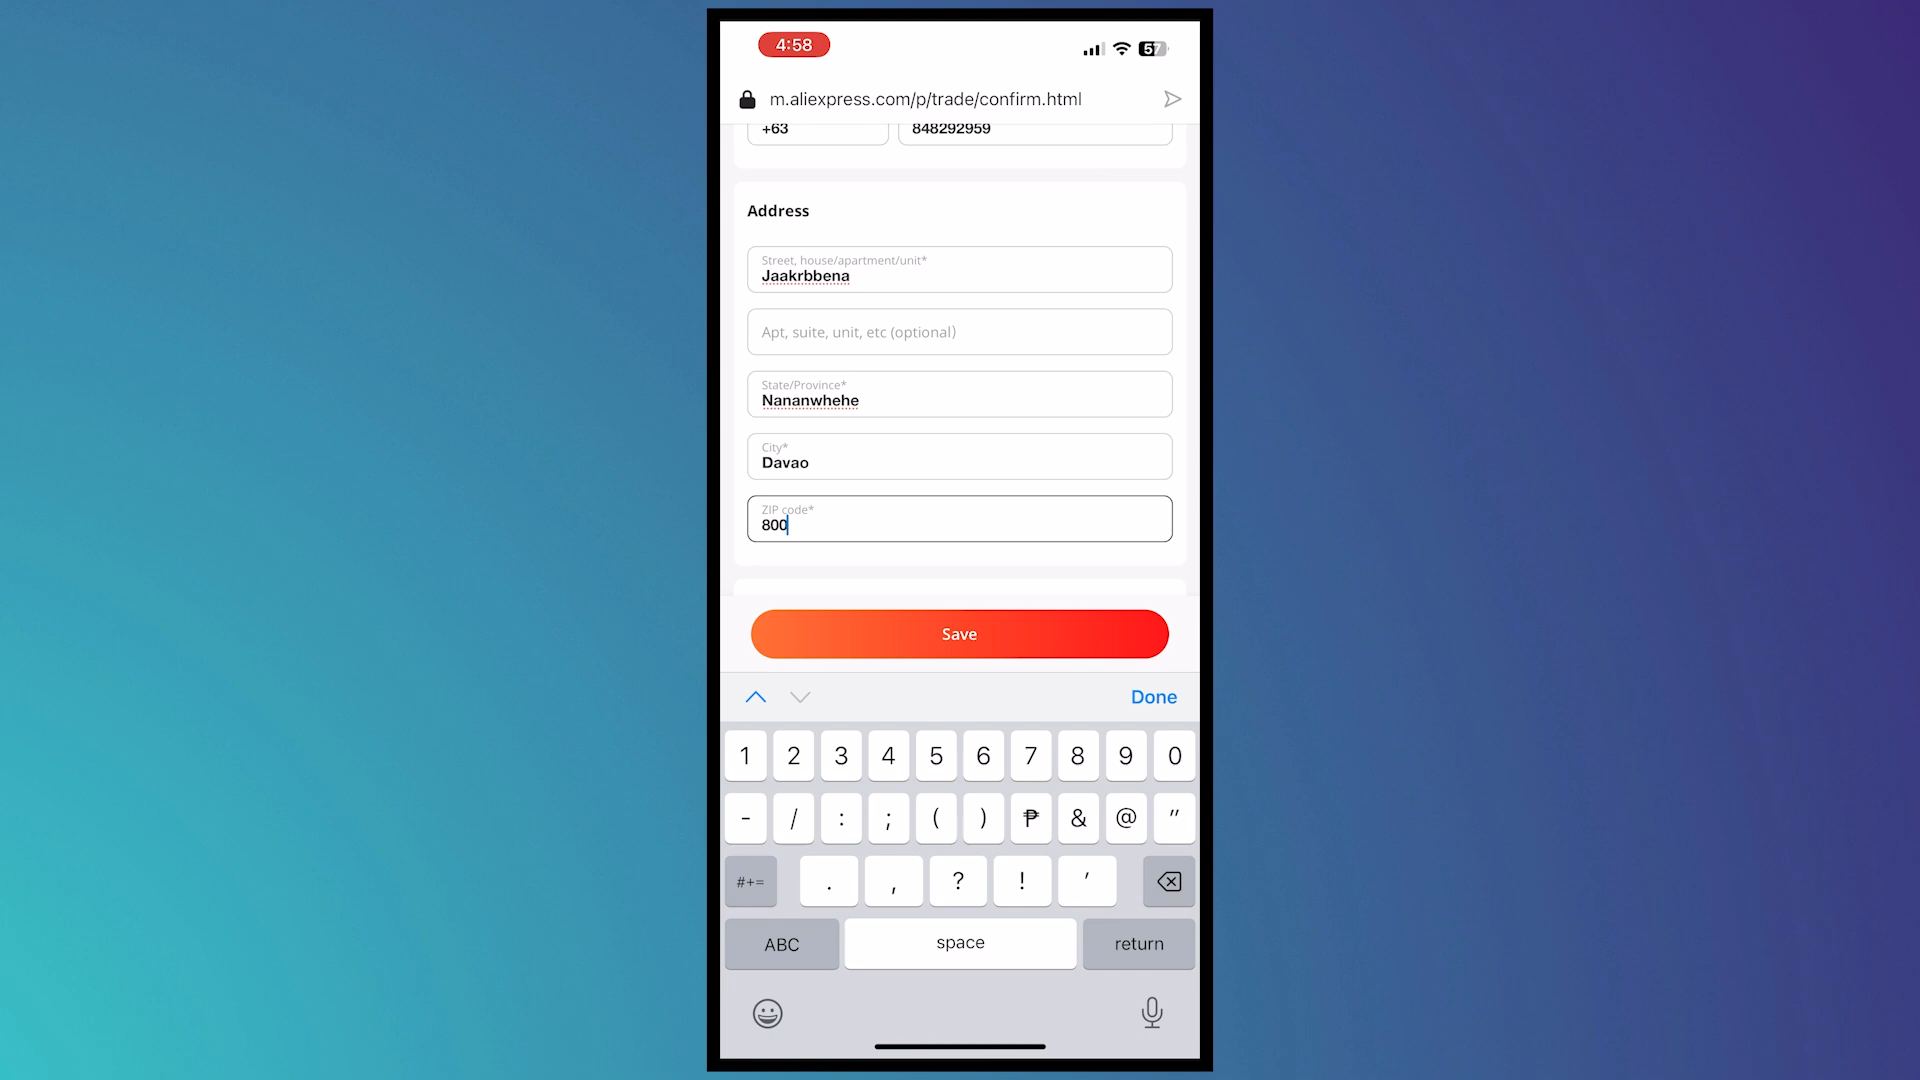 4:58
57
m.aliexpress.com/p/trade/confirm.html
+63 848292959
Address
Street, house/apartment/unit*
Jaakrbbena
Apt, suite, unit, etc (optional)
State/Province*
Nananwhehe
City*
Davao
ZIP code*
800
Save
Done
1 2 3 4 5 6 7 8 9 0
- / : ; ( ) ₱ & @ "
#+= . , ? ! '
ABC space return